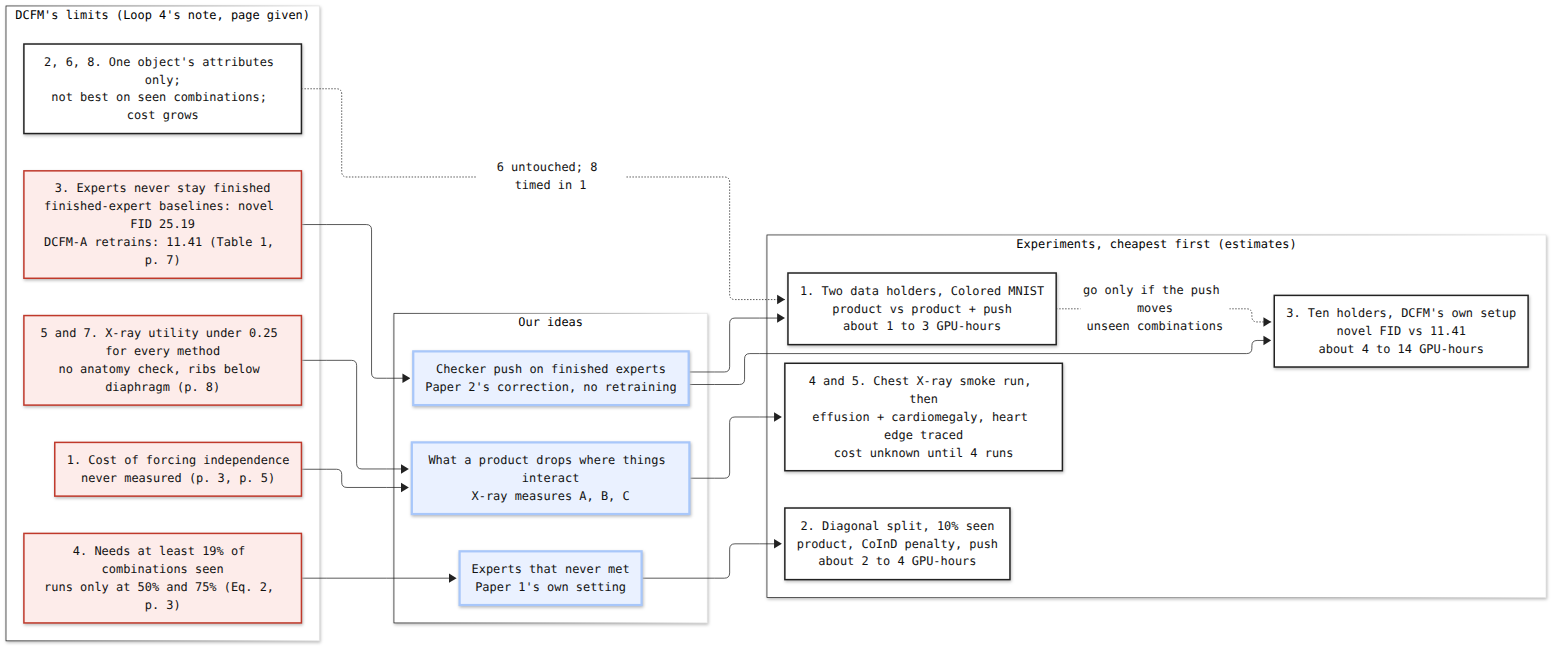 DCFM's limits (Loop 4's note, page given)
2, 6, 8. One object's attributes
only;
not best on seen combinations;
cost grows
3. Experts never stay finished
finished-expert baselines: novel
FID 25.19
DCFM-A retrains: 11.41 (Table 1,
p. 7)
5 and 7. X-ray utility under 0.25
for every method
no anatomy check, ribs below
diaphragm (p. 8)
1. Cost of forcing independence
never measured (p. 3, p. 5)
4. Needs at least 19% of
combinations seen
runs only at 50% and 75% (Eq. 2,
p. 3)
6 untouched; 8
timed in 1
Our ideas
Checker push on finished experts
Paper 2's correction, no retraining
What a product drops where things
interact
X-ray measures A, B, C
Experts that never met
Paper 1's own setting
Experiments, cheapest first (estimates)
1. Two data holders, Colored MNIST
product vs product + push
about 1 to 3 GPU-hours
go only if the push
moves
unseen combinations
3. Ten holders, DCFM's own setup
novel FID vs 11.41
about 4 to 14 GPU-hours
4 and 5. Chest X-ray smoke run,
then
effusion + cardiomegaly, heart
edge traced
cost unknown until 4 runs
2. Diagonal split, 10% seen
product, CoInD penalty, push
about 2 to 4 GPU-hours